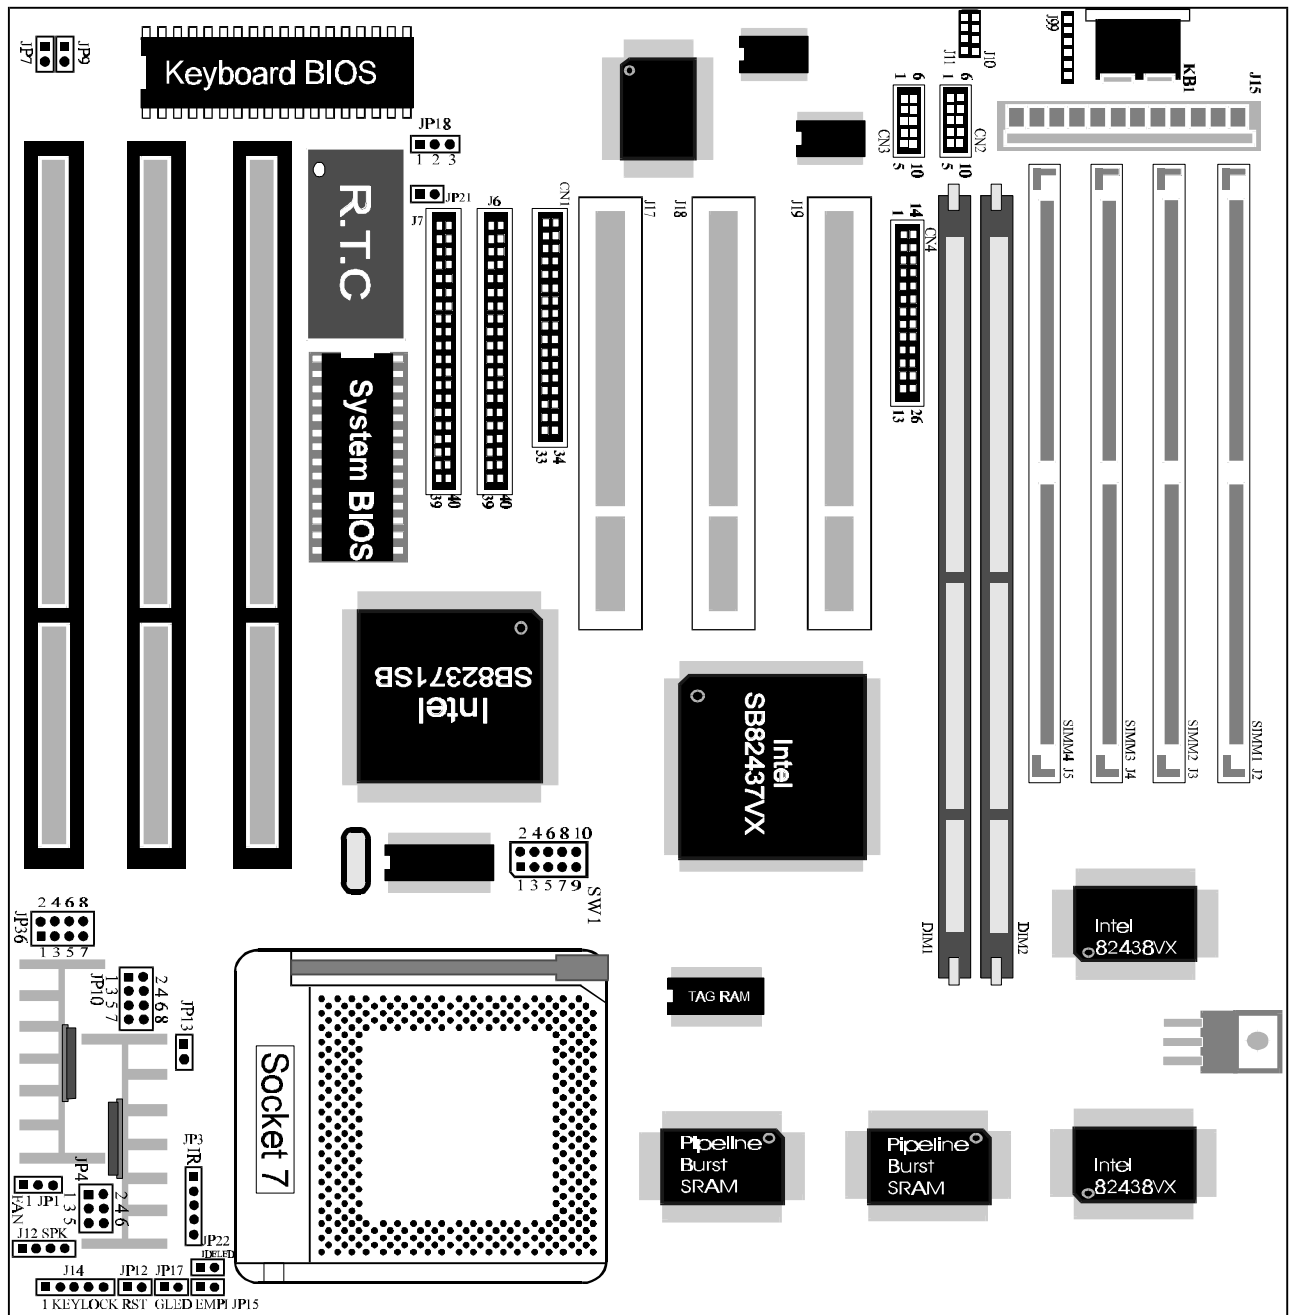 JP7
JP9
Keyboard BIOS
J11
J10
J99
KB1
J15
1 6
CN3
5 10
1 6
CN2
5 10
JP18
1 2 3
R.T.C
JP21
J7
J6
CN1
J17
J18
J19
1 14
CN4
13 26
System BIOS
39 40
39 40
33 34
Intel
SB82371SB
Intel
SB82437VX
SIMM4 J5
SIMM3 J4
SIMM2 J3
SIMM1 J2
2 4 6 8 10
1 3 5 7 9
SW1
DIM1
DIM2
Intel
82438VX
2 4 6 8
JP36
1 3 5 7
1 3 5 7
JP10
2 4 6 8
JP13
TAG RAM
Socket 7
JP3
IR
JP4
1 3 5
2 4 6
Pipeline
Burst
SRAM
Pipeline
Burst
SRAM
Intel
82438VX
1 JP1
FAN
J12 SPK
JP22
IDELED
J14
JP12
JP17
1 KEYLOCK RST GLED EMPI JP15